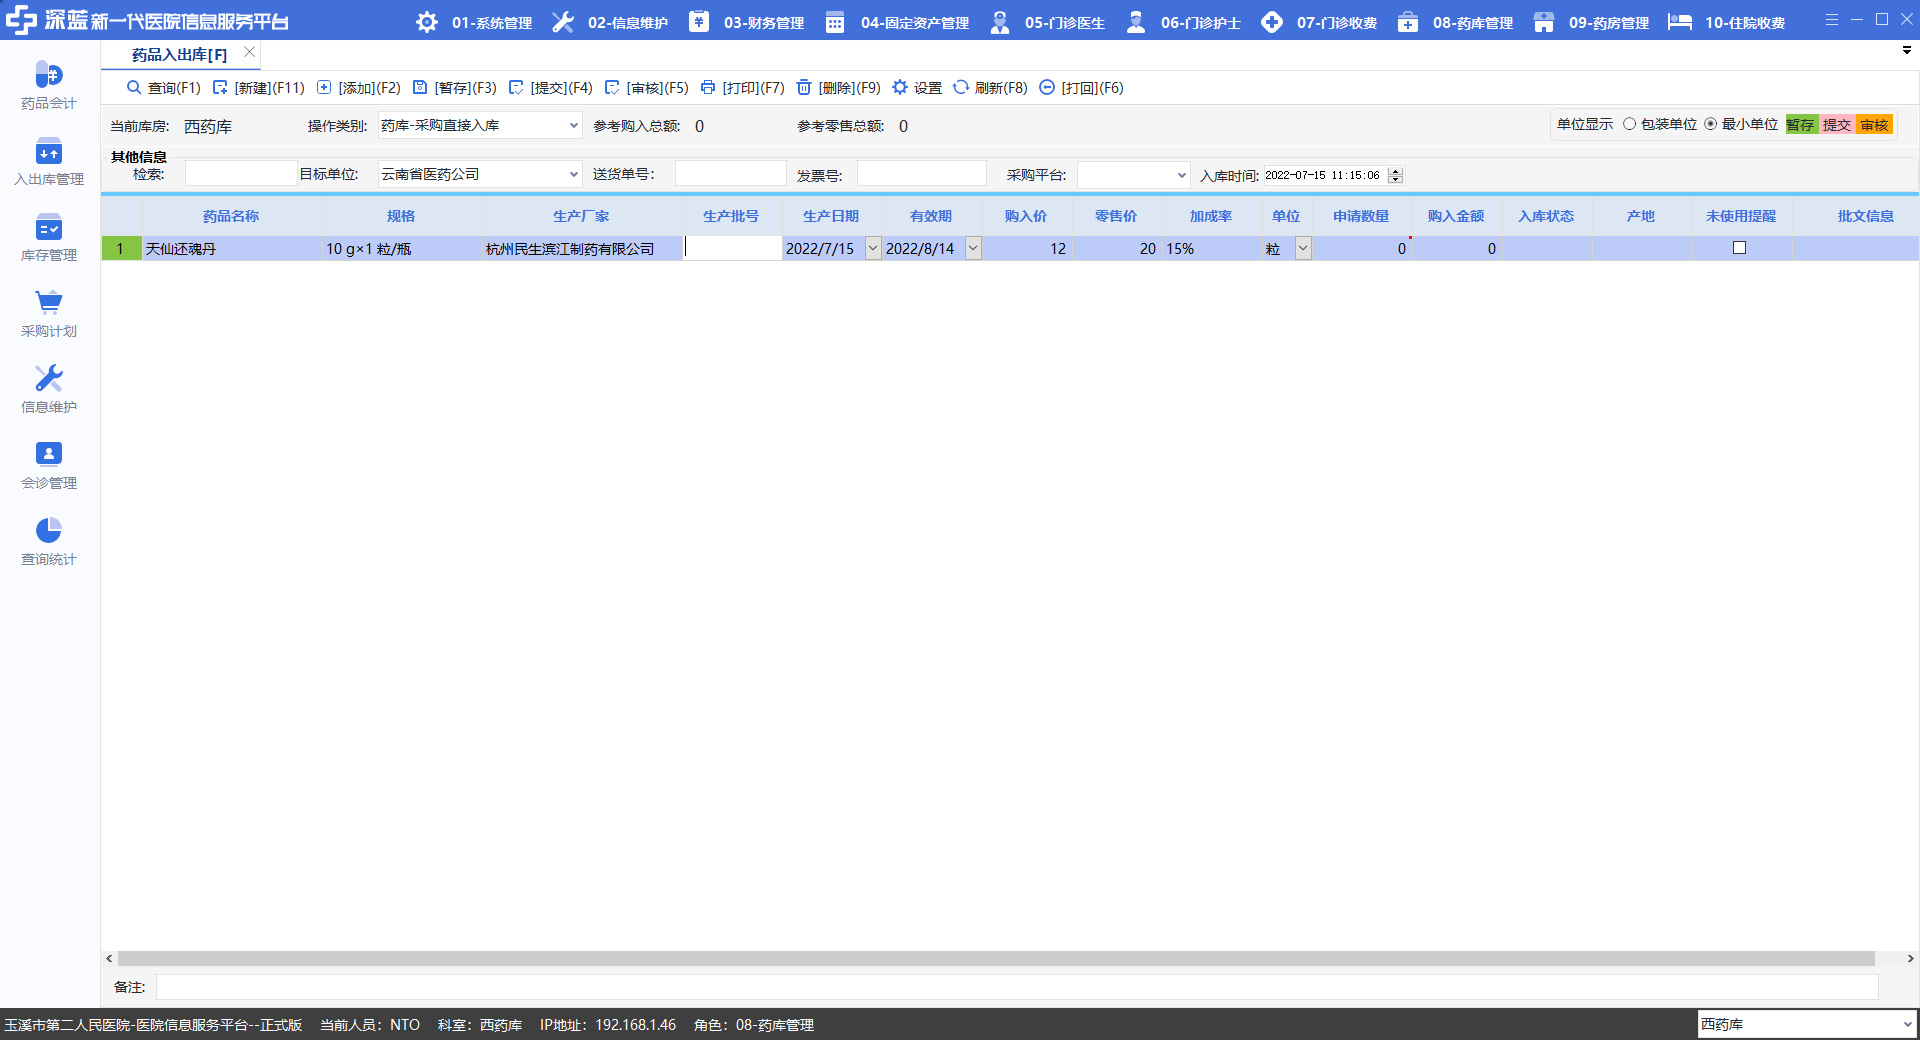 深蓝新一代医院信息服务平台
01-系统管理 02-信息维护 03-财务管理 04-固定资产管理 05-门诊医生 06-门诊护士 07-门诊收费 08-药库管理 09-药房管理 10-住院收费
药品会计
入出库管理
库存管理
采购计划
信息维护
会诊管理
查询统计
药品入出库[F]
查询(F1) [新建](F11) [添加](F2) [暂存](F3) [提交](F4) [审核](F5) [打印](F7) [删除](F9) 设置 刷新(F8) [打回](F6)
当前库房: 西药库 操作类别: 药库-采购直接入库 参考购入总额: 0 参考零售总额: 0 单位显示 包装单位 最小单位 暂存 提交 审核
其他信息
检索: 目标单位: 云南省医药公司 送货单号: 发票号: 采购平台: 入库时间: 2022-07-15 11:15:06
药品名称 规格 生产厂家 生产批号 生产日期 有效期 购入价 零售价 加成率 单位 申请数量 购入金额 入库状态 产地 未使用提醒 批文信息
1 天仙还魂丹 10 g×1 粒/瓶 杭州民生滨江制药有限公司 2022/7/15 2022/8/14 12 20 15% 粒 0 0
备注:
玉溪市第二人民医院-医院信息服务平台--正式版 当前人员: NTO 科室: 西药库 IP地址: 192.168.1.46 角色: 08-药库管理 西药库